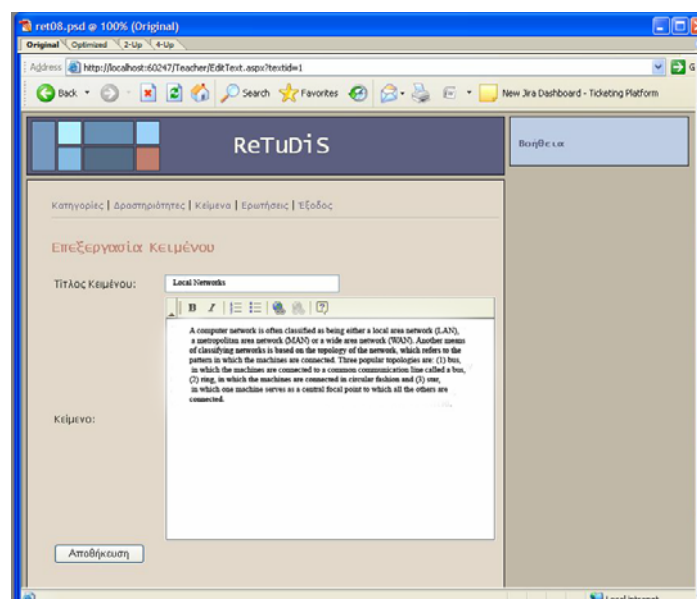 ret08.psd @ 100% (Original)
Original Optimized 2-Up 4-Up
Address http://localhost:60247/Teacher/EditText.aspx?textid=1 G
Back Search Favorites New Jira Dashboard - Ticketing Platform
ReTuDiS
Βοήθεια
Κατηγορίες | Δραστηριότητες | Κείμενα | Ερωτήσεις | Έξοδος
Επεξεργασία Κειμένου
Τίτλος Κειμένου: Local Networks
B I
A computer network is often classified as being either a local area network (LAN),
a metropolitan area network (MAN) or a wide area network (WAN). Another means
of classifying networks is based on the topology of the network, which refers to the
pattern in which the machines are connected. Three popular topologies are: (1) bus,
in which the machines are connected to a common communication line called a bus,
(2) ring, in which the machines are connected in circular fashion and (3) star,
in which one machine serves as a central focal point to which all the others are
connected.
Κείμενο:
Αποθήκευση
Local intranet